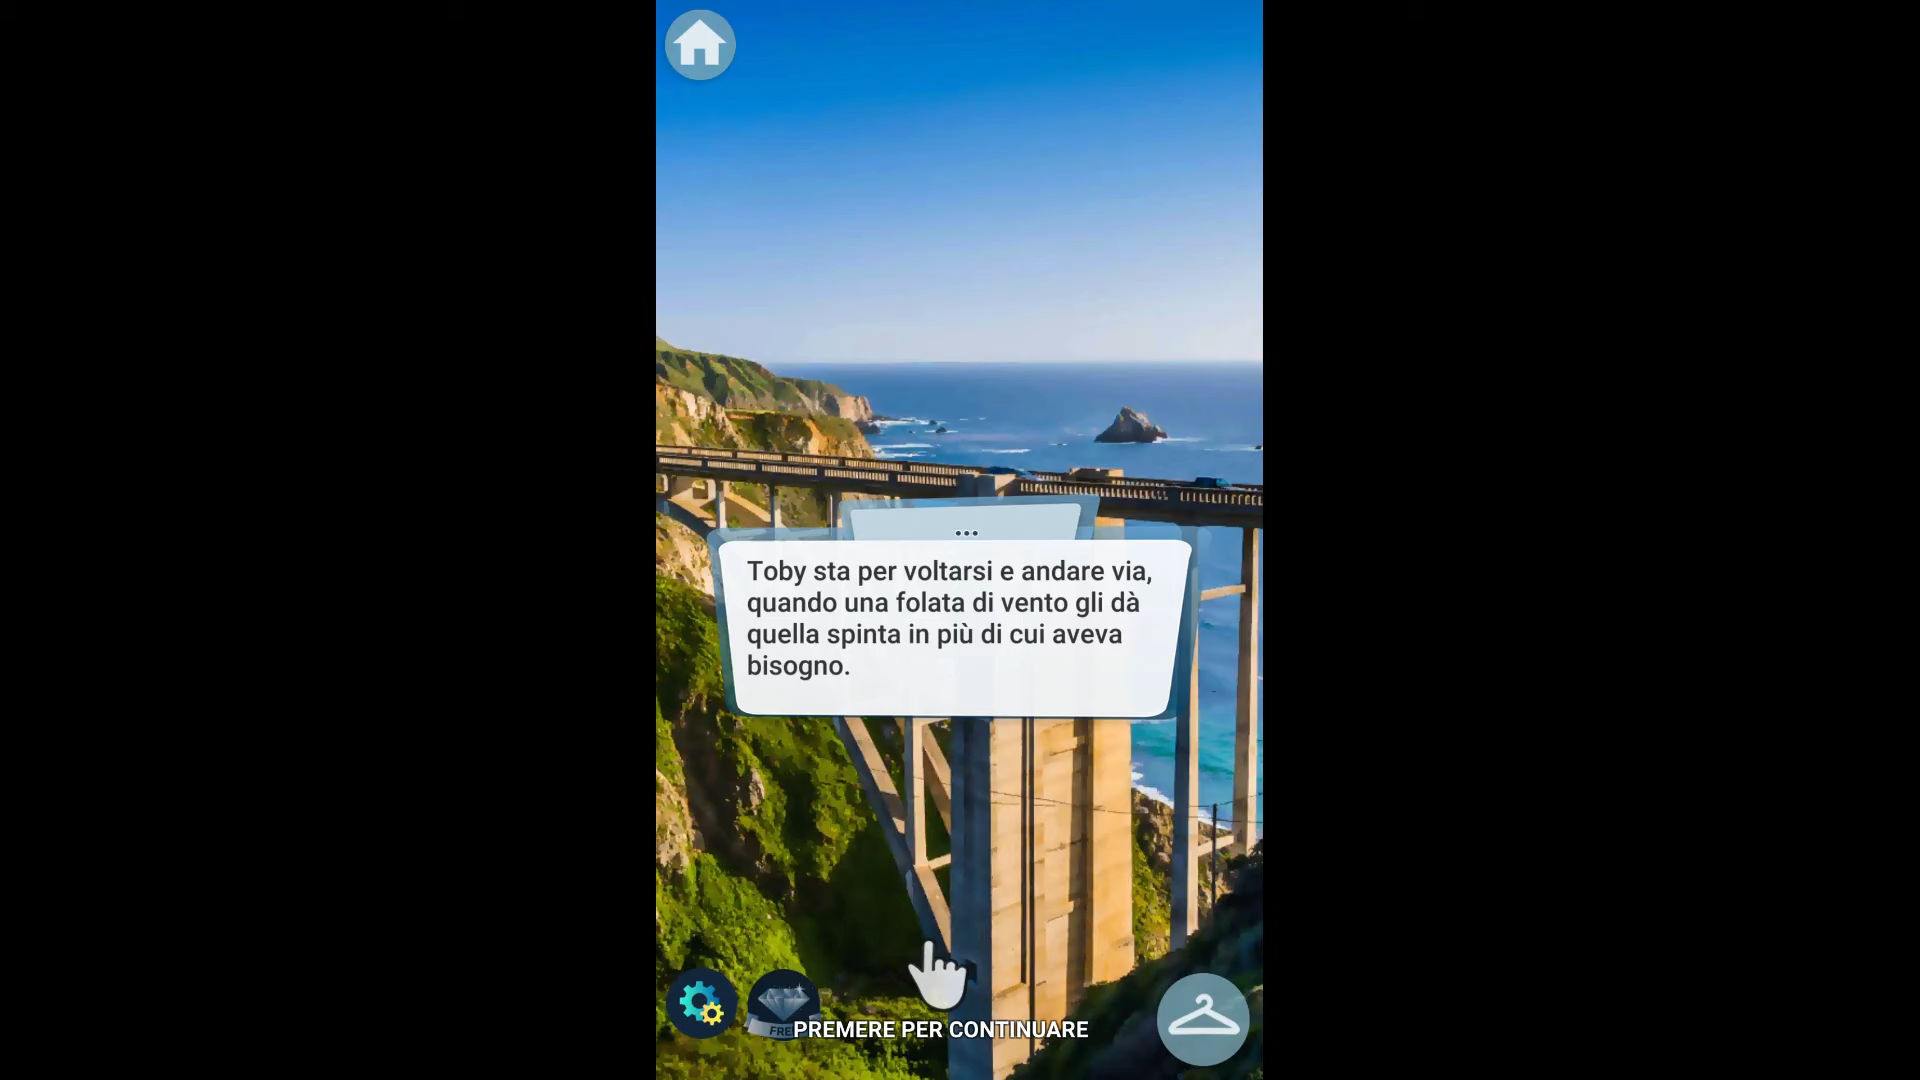 ...
Toby sta per voltarsi e andare via,
quando una folata di vento gli dà
quella spinta in più di cui aveva
bisogno.
FRE
PREMERE PER CONTINUARE